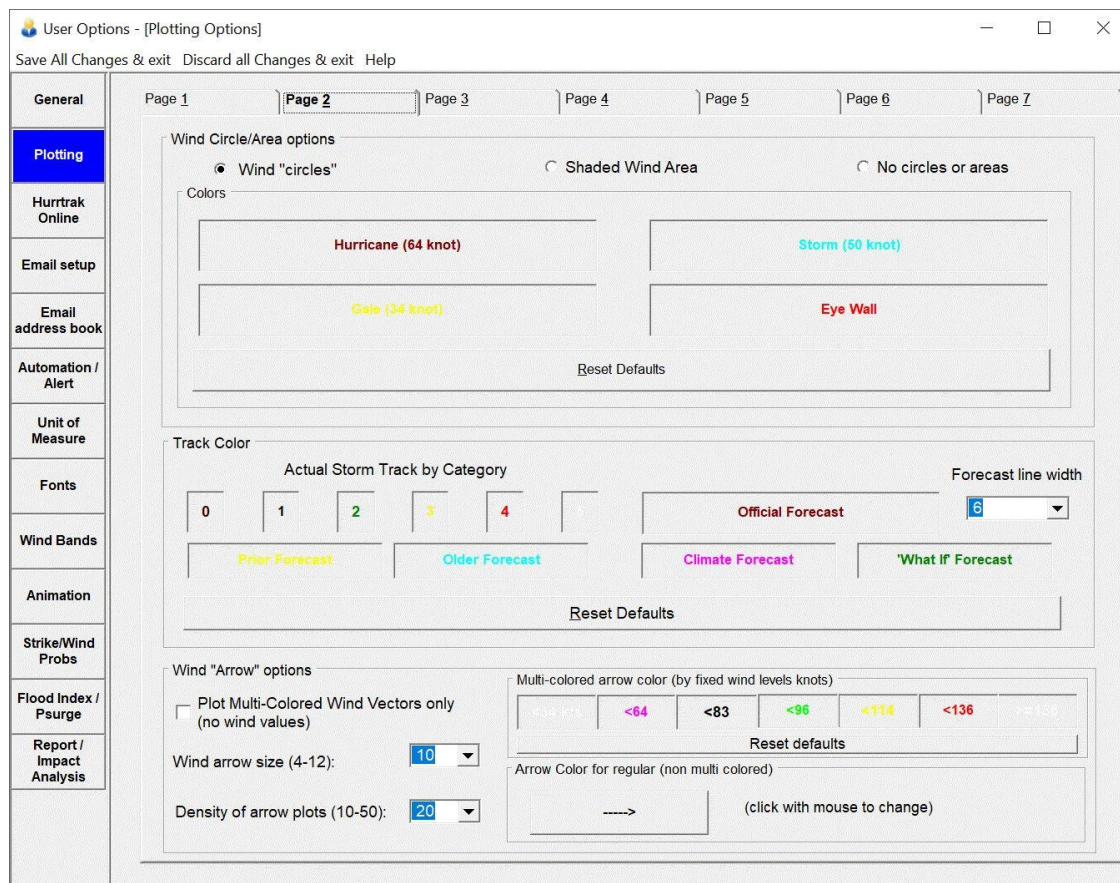 User Options - [Plotting Options]
Save All Changes & exit Discard all Changes & exit Help
General
Plotting
Hurrtrak
Online
Email setup
Email
address book
Automation /
Alert
Unit of
Measure
Fonts
Wind Bands
Animation
Strike/Wind
Probs
Flood Index /
Psurge
Report /
Impact
Analysis
Page 1 Page 2 Page 3 Page 4 Page 5 Page 6 Page 7
Wind Circle/Area options
Wind "circles" Shaded Wind Area No circles or areas
Colors
Hurricane (64 knot) Storm (50 knot)
Gale (34 knot) Eye Wall
Reset Defaults
Track Color
Actual Storm Track by Category
Forecast line width
0 1 2 3 4 5 Official Forecast 6
Prior Forecast Older Forecast Climate Forecast 'What If' Forecast
Reset Defaults
Wind "Arrow" options
Plot Multi-Colored Wind Vectors only
(no wind values)
Wind arrow size (4-12): 10
Density of arrow plots (10-50): 20
Multi-colored arrow color (by fixed wind levels knots)
<34 kts <64 <83 <96 <114 <136 >=136
Reset defaults
Arrow Color for regular (non multi colored)
-----> (click with mouse to change)